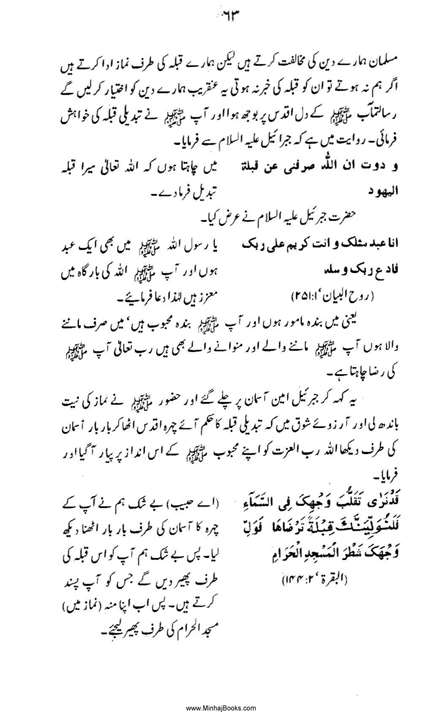 ۶۳
مسلمان ہمارے دین کی مخالفت کرتے ہیں لیکن ہمارے قبلہ کی طرف نماز ادا کرتے ہیں
اگر ہم نہ ہوتے تو ان کو قبلہ کی خبر نہ ہوتی یہ عنقریب ہمارے دین کو اختیار کر لیں گے
رسالتمآب ﷺ کے دل اقدس پر بوجھ ہوا اور آپ ﷺ نے تبدیلی قبلہ کی خواہش
فرمائی۔ روایت میں ہے کہ جبرائیل علیہ السلام سے فرمایا۔
و دوت ان اللّٰہ صرفنی عن قبلة
الیہود
میں چاہتا ہوں کہ اللہ تعالیٰ میرا قبلہ
تبدیل فرما دے۔
حضرت جبرئیل علیہ السلام نے عرض کیا۔
انا عبد مثلک و انت کریم علی ربک
فادع ربک و سلہ
(روح البیان ‘۱: ۲۵۱)
یا رسول اللہ ﷺ میں بھی ایک عبد
ہوں اور آپ ﷺ اللہ کی بارگاہ میں
معزز ہیں لہٰذا دعا فرمائیے۔
یعنی میں بندہ مامور ہوں اور آپ ﷺ بندہ محبوب ہیں‘ میں صرف ماننے
والا ہوں آپ ﷺ ماننے والے اور منوانے والے بھی ہیں رب تعالیٰ آپ ﷺ
کی رضا چاہتا ہے۔
یہ کہہ کر جبرئیل امین آسمان پر چلے گئے اور حضور ﷺ نے نماز کی نیت
باندھ لی اور آرزوئے شوق میں کہ تبدیلی قبلہ کا حکم آئے چہرہ اقدس اٹھا کر بار بار آسمان
کی طرف دیکھا اللہ رب العزت کو اپنے محبوب ﷺ کے اس انداز پر پیار آگیا اور
فرمایا۔
قَدْ نَرٰی تَقَلُّبَ وَجْهِکَ فِی السَّمَآءِ
فَلَنُوَلِّیَنَّکَ قِبْلَةً تَرْضَاهَا فَوَلِّ
وَجْهَکَ شَطْرَ الْمَسْجِدِ الْحَرَامِ
(البقرة ‘۲: ۱۴۴)
(اے حبیب) بے شک ہم نے آپ کے
چہرہ کا آسمان کی طرف بار بار اٹھنا دیکھ
لیا۔ پس بے شک ہم آپ کو اس قبلہ کی
طرف پھیر دیں گے جس کو آپ پسند
کرتے ہیں۔ پس اب اپنا منہ (نماز میں)
مسجد الحرام کی طرف پھیر لیجئے۔
www.MinhajBooks.com